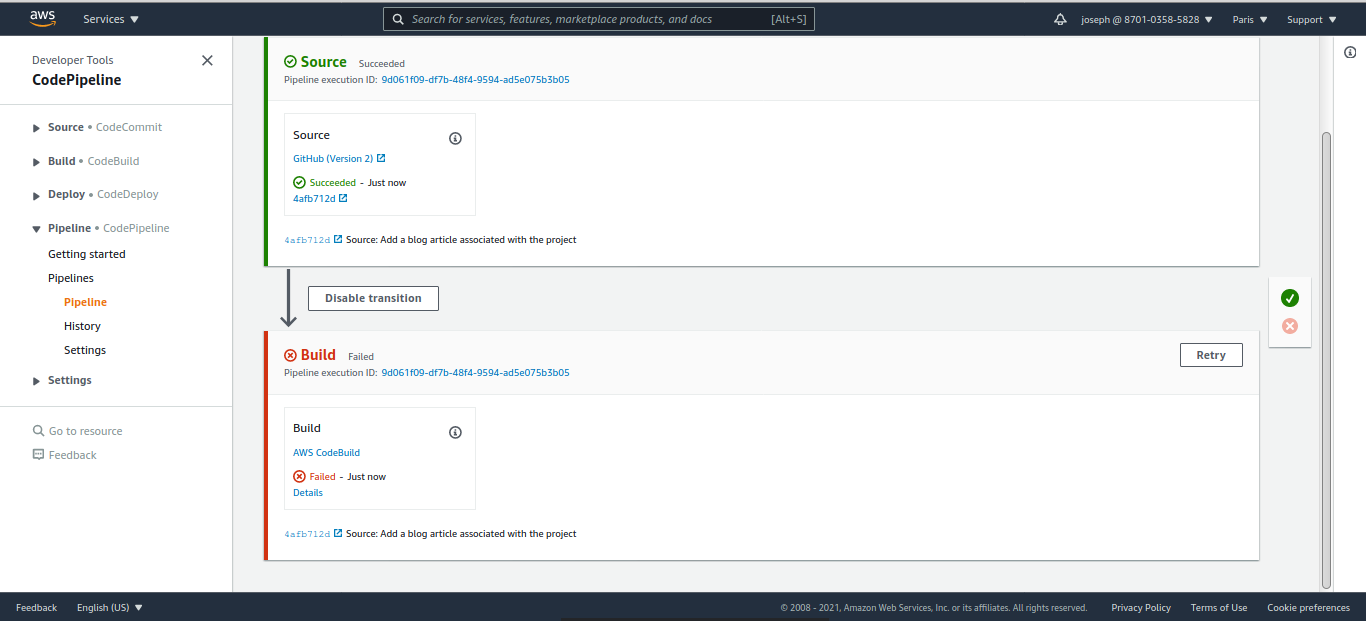 aws Services Search for services, features, marketplace products, and docs [Alt+S] joseph @ 8701-0358-5828 Paris Support
Developer Tools
CodePipeline
Source • CodeCommit
Build • CodeBuild
Deploy • CodeDeploy
Pipeline • CodePipeline
Getting started
Pipelines
Pipeline
History
Settings
Settings
Go to resource
Feedback
Source Succeeded
Pipeline execution ID: 9d061f09-df7b-48f4-9594-ad5e075b3b05
Source
GitHub (Version 2)
Succeeded - Just now
4afb712d
4afb712d Source: Add a blog article associated with the project
Disable transition
Build Failed
Retry
Pipeline execution ID: 9d061f09-df7b-48f4-9594-ad5e075b3b05
Build
AWS CodeBuild
Failed - Just now
Details
4afb712d Source: Add a blog article associated with the project
Feedback English (US) © 2008 - 2021, Amazon Web Services, Inc. or its affiliates. All rights reserved. Privacy Policy Terms of Use Cookie preferences